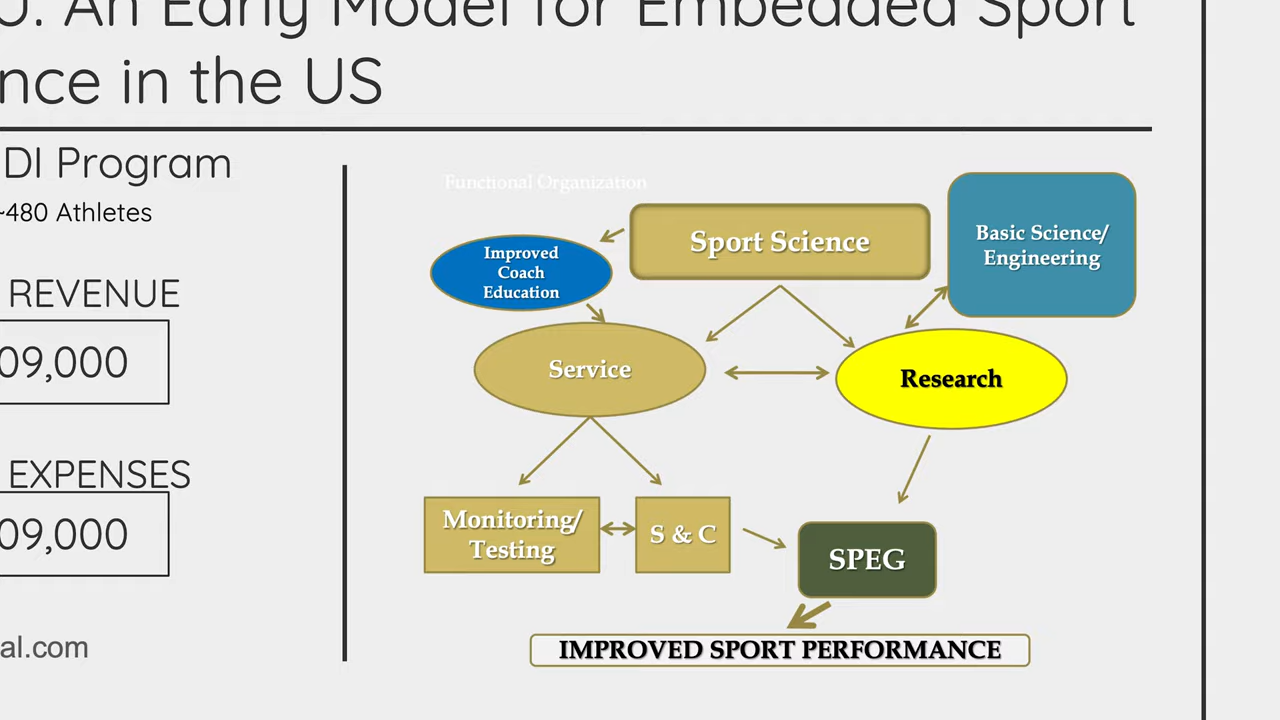 U: An Early Model for Embedded Sport
nce in the US
DI Program
~480 Athletes
REVENUE
09,000
EXPENSES
09,000
al.com
Functional Organization
Sport Science
Basic Science/
Engineering
Improved
Coach
Education
Service
Research
Monitoring/
Testing
S & C
SPEG
IMPROVED SPORT PERFORMANCE